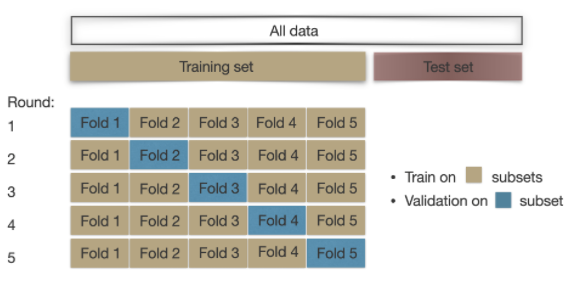 All data
Training set Test set
Round:
1 Fold 1 Fold 2 Fold 3 Fold 4 Fold 5
2 Fold 1 Fold 2 Fold 3 Fold 4 Fold 5
3 Fold 1 Fold 2 Fold 3 Fold 4 Fold 5
4 Fold 1 Fold 2 Fold 3 Fold 4 Fold 5
5 Fold 1 Fold 2 Fold 3 Fold 4 Fold 5
• Train on subsets
• Validation on subset